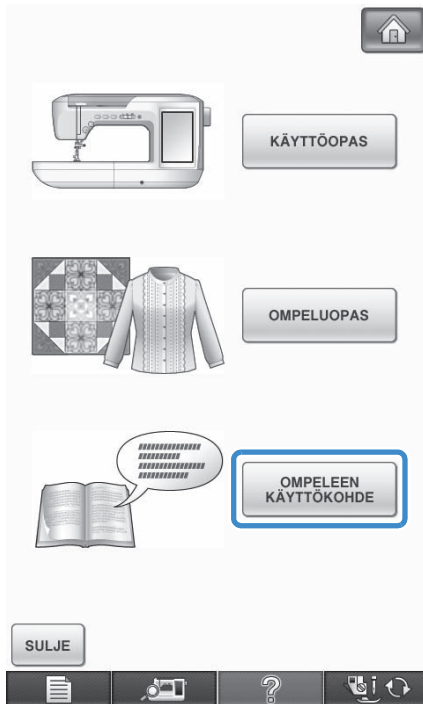 KÄYTTÖOPAS
OMPELUOPAS
OMPELEEN
KÄYTTÖKOHDE
SULJE
?